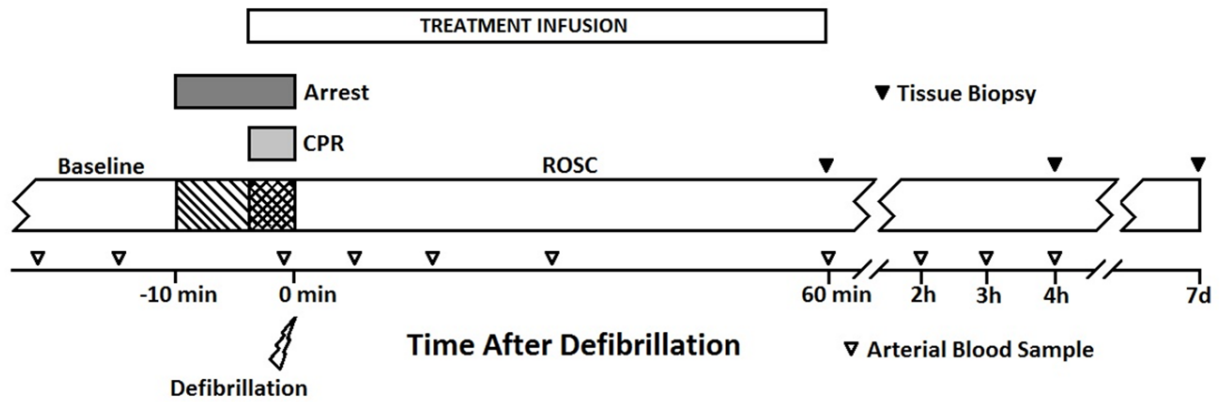 TREATMENT INFUSION
Arrest
Tissue Biopsy
CPR
Baseline
ROSC
-10 min
0 min
60 min
2h
3h
4h
7d
Time After Defibrillation
Arterial Blood Sample
Defibrillation